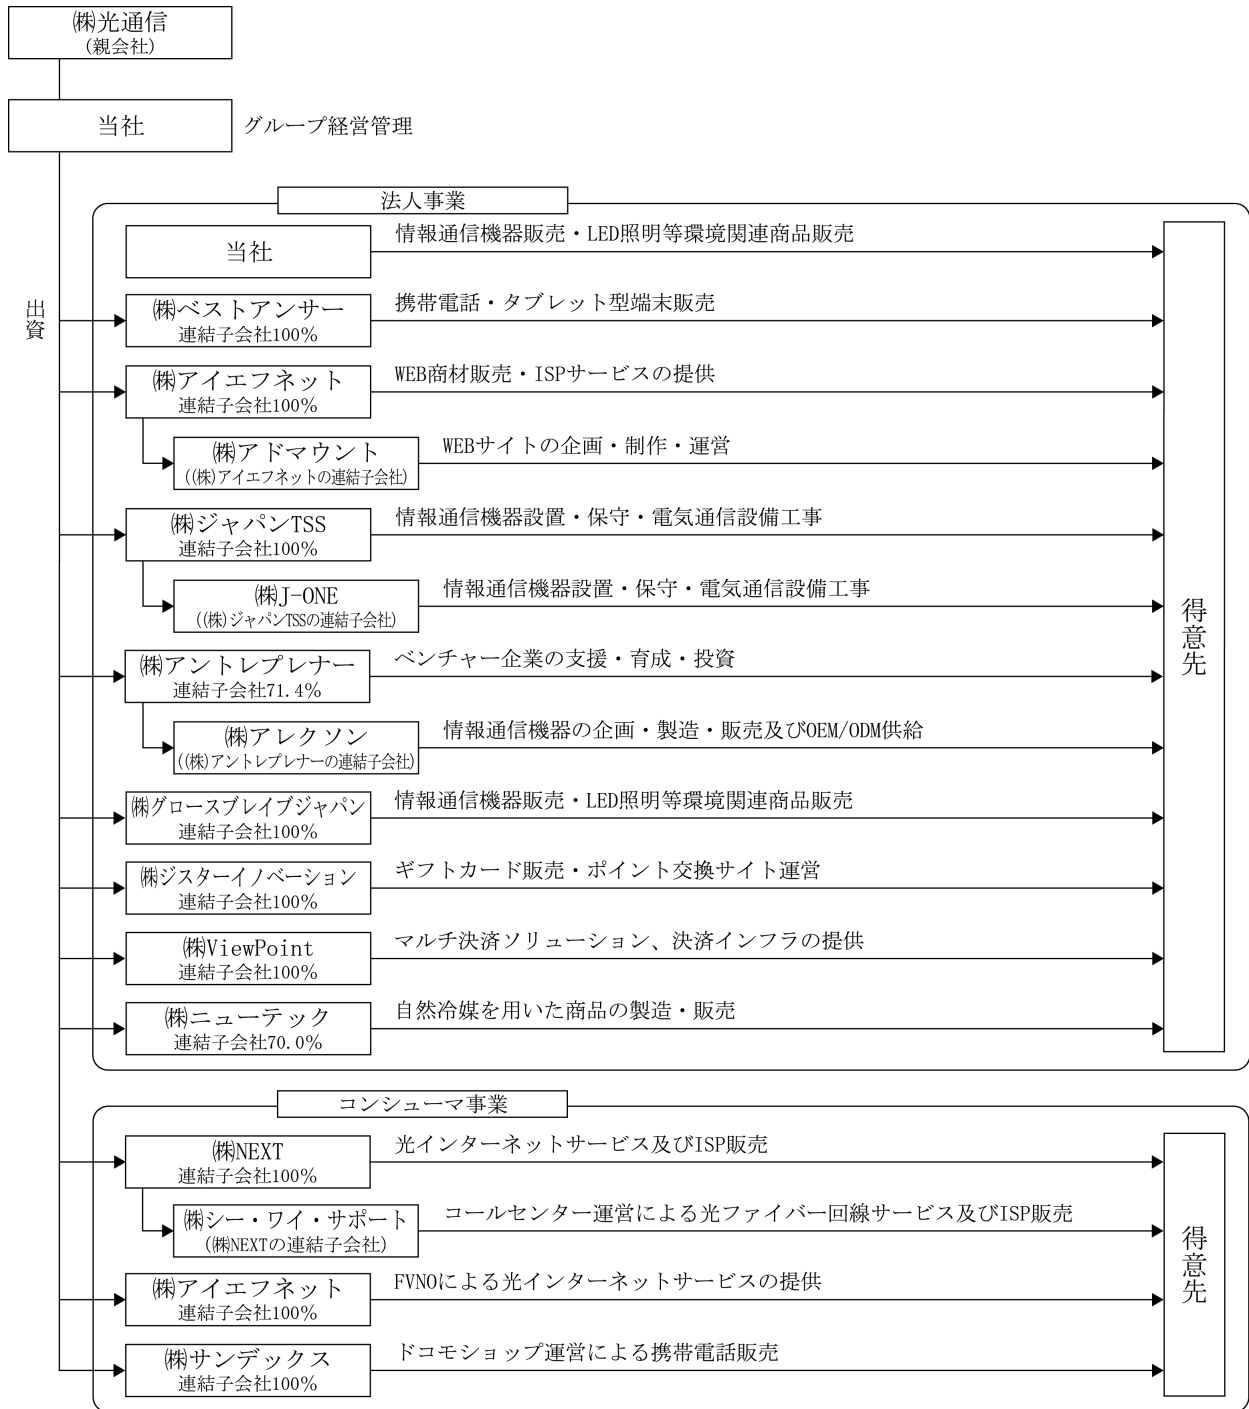 ㈱光通信
(親会社)
当社
グループ経営管理
出資
法人事業
当社
情報通信機器販売・LED照明等環境関連商品販売
㈱ベストアンサー
連結子会社100%
携帯電話・タブレット型端末販売
㈱アイエフネット
連結子会社100%
WEB商材販売・ISPサービスの提供
㈱アドマウント
((株)アイエフネットの連結子会社)
WEBサイトの企画・制作・運営
㈱ジャパンTSS
連結子会社100%
情報通信機器設置・保守・電気通信設備工事
㈱J-ONE
((株)ジャパンTSSの連結子会社)
情報通信機器設置・保守・電気通信設備工事
㈱アントレプレナー
連結子会社71.4%
ベンチャー企業の支援・育成・投資
㈱アレクソン
((株)アントレプレナーの連結子会社)
情報通信機器の企画・製造・販売及びOEM/ODM供給
㈱グロースブレイブジャパン
連結子会社100%
情報通信機器販売・LED照明等環境関連商品販売
㈱ジスターイノベーション
連結子会社100%
ギフトカード販売・ポイント交換サイト運営
㈱ViewPoint
連結子会社100%
マルチ決済ソリューション、決済インフラの提供
㈱ニューテック
連結子会社70.0%
自然冷媒を用いた商品の製造・販売
得意先
コンシューマ事業
㈱NEXT
連結子会社100%
光インターネットサービス及びISP販売
㈱シー・ワイ・サポート
(㈱NEXTの連結子会社)
コールセンター運営による光ファイバー回線サービス及びISP販売
㈱アイエフネット
連結子会社100%
FVNOによる光インターネットサービスの提供
㈱サンデックス
連結子会社100%
ドコモショップ運営による携帯電話販売
得意先